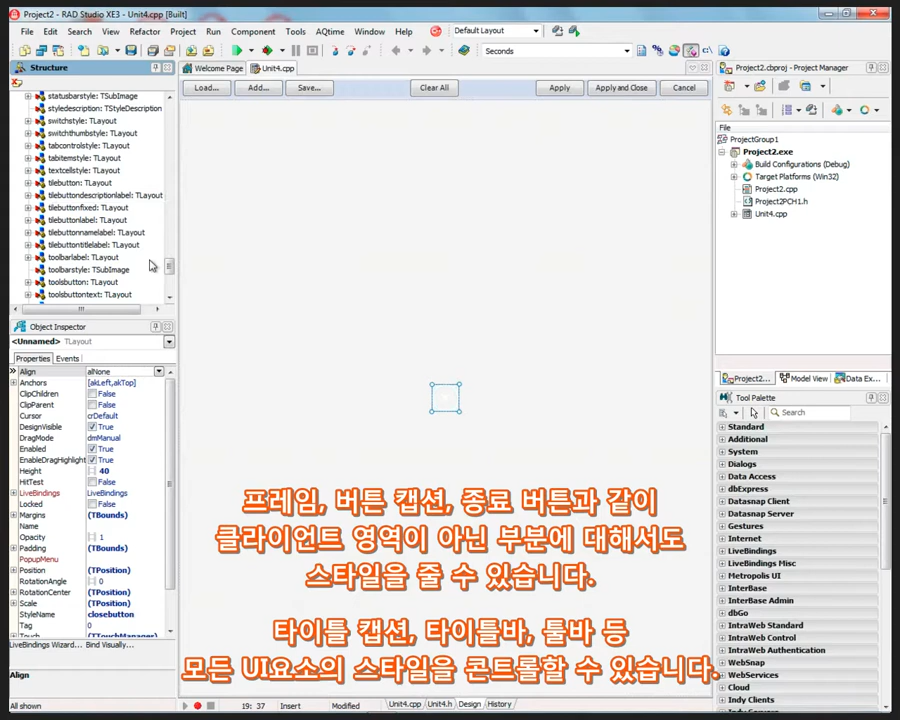 Project2 - RAD Studio XE3 - Unit4.cpp [Built]
File Edit Search View Refactor Project Run Component Tools AQtime Window Help Default Layout
Seconds
Structure
Welcome Page Unit4.cpp
Project2.cbproj - Project Manager
Load... Add... Save... Clear All Apply Apply and Close Cancel
statusbarstyle: TSubImage
styledescription: TStyleDescription
switchstyle: TLayout
switchthumbstyle: TLayout
tabcontrolstyle: TLayout
tabitemstyle: TLayout
textcellstyle: TLayout
tilebutton: TLayout
tilebuttondescriptionlabel: TLayout
tilebuttonfixed: TLayout
tilebuttonlabel: TLayout
tilebuttonnamelabel: TLayout
tilebuttontitlelabel: TLayout
toolbarlabel: TLayout
toolbarstyle: TSubImage
toolsbutton: TLayout
toolsbuttontext: TLayout
File
ProjectGroup1
Project2.exe
Build Configurations (Debug)
Target Platforms (Win32)
Project2.cpp
Project2PCH1.h
Unit4.cpp
Object Inspector
<Unnamed> TLayout
Properties Events
Align alNone
Anchors [akLeft,akTop]
ClipChildren False
ClipParent False
Cursor crDefault
DesignVisible True
DragMode dmManual
Enabled True
EnableDragHighlight True
Height 40
HitTest False
LiveBindings LiveBindings
Locked False
Margins (TBounds)
Name
Opacity 1
Padding (TBounds)
PopupMenu
Position (TPosition)
RotationAngle 0
RotationCenter (TPosition)
Scale (TPosition)
StyleName closebutton
Tag 0
Touch (TTouchManager)
LiveBindings Wizard... Bind Visually...
Align
All shown
Project2... Model View Data Ex...
Tool Palette
Search
Standard
Additional
System
Dialogs
Data Access
dbExpress
Datasnap Client
Datasnap Server
Gestures
Internet
LiveBindings
LiveBindings Misc
Metropolis UI
InterBase
InterBase Admin
dbGo
IntraWeb Standard
IntraWeb Control
IntraWeb Authentication
WebSnap
WebServices
Cloud
Indy Clients
프레임, 버튼 캡션, 종료 버튼과 같이
클라이언트 영역이 아닌 부분에 대해서도
스타일을 줄 수 있습니다.
타이틀 캡션, 타이틀바, 툴바 등
모든 UI요소의 스타일을 콘트롤할 수 있습니다.
19: 37 Insert Modified Unit4.cpp Unit4.h Design History